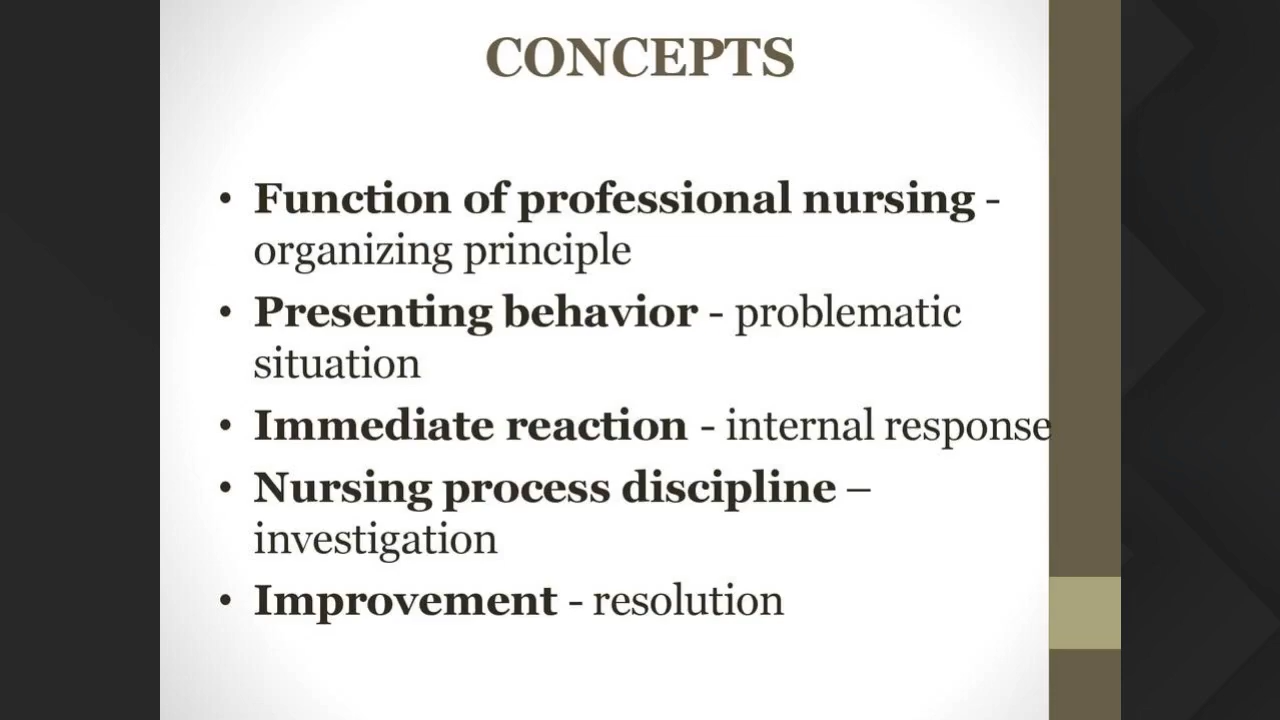 CONCEPTS
• Function of professional nursing -
organizing principle
• Presenting behavior - problematic
situation
• Immediate reaction - internal response
• Nursing process discipline –
investigation
• Improvement - resolution